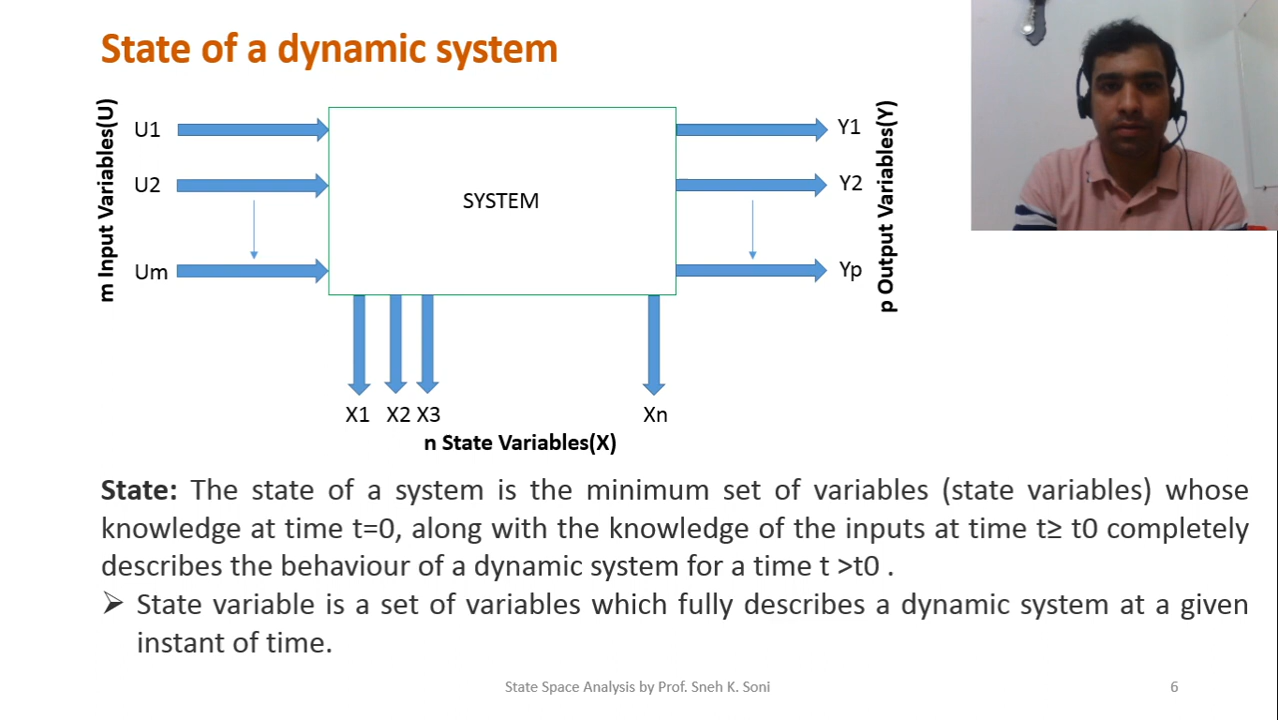 State of a dynamic system
m Input Variables(U)
U1
U2
Um
SYSTEM
Y1
Y2
Yp
p Output Variables(Y)
X1 X2 X3 Xn
n State Variables(X)
State: The state of a system is the minimum set of variables (state variables) whose
knowledge at time t=0, along with the knowledge of the inputs at time t≥ t0 completely
describes the behaviour of a dynamic system for a time t >t0 .
➢ State variable is a set of variables which fully describes a dynamic system at a given
instant of time.
State Space Analysis by Prof. Sneh K. Soni
6